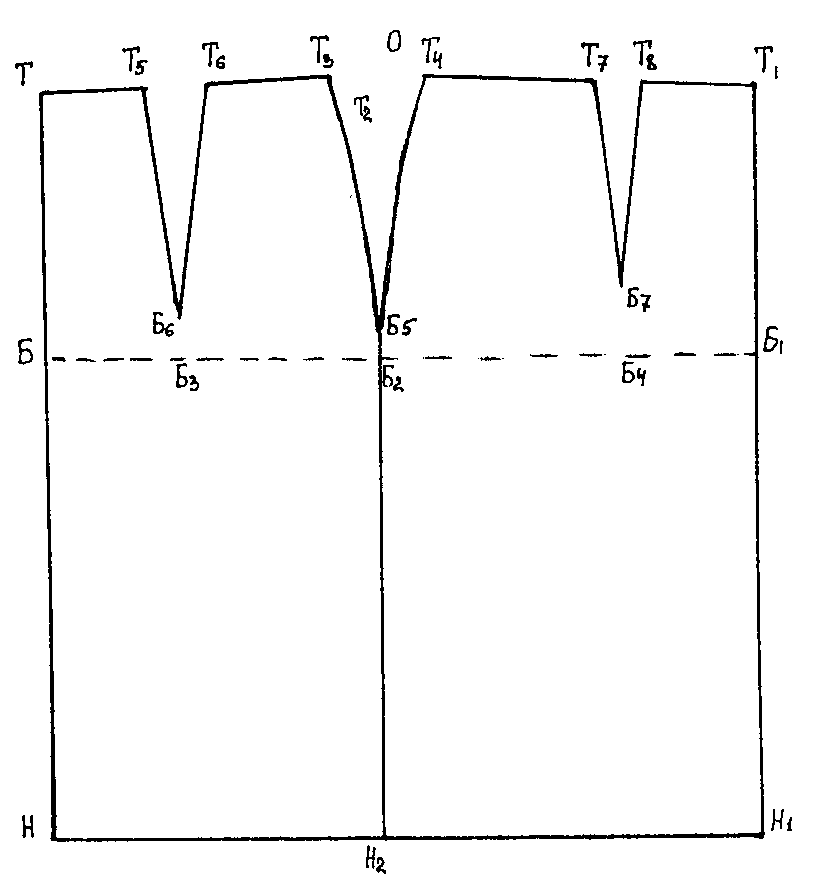 Т Т5 Т6 Т3 О Т4 Т7 Т8 Т1
Т2
Б6 Б5 Б7
Б Б3 Б2 Б4 Б1
Н Н2 Н1